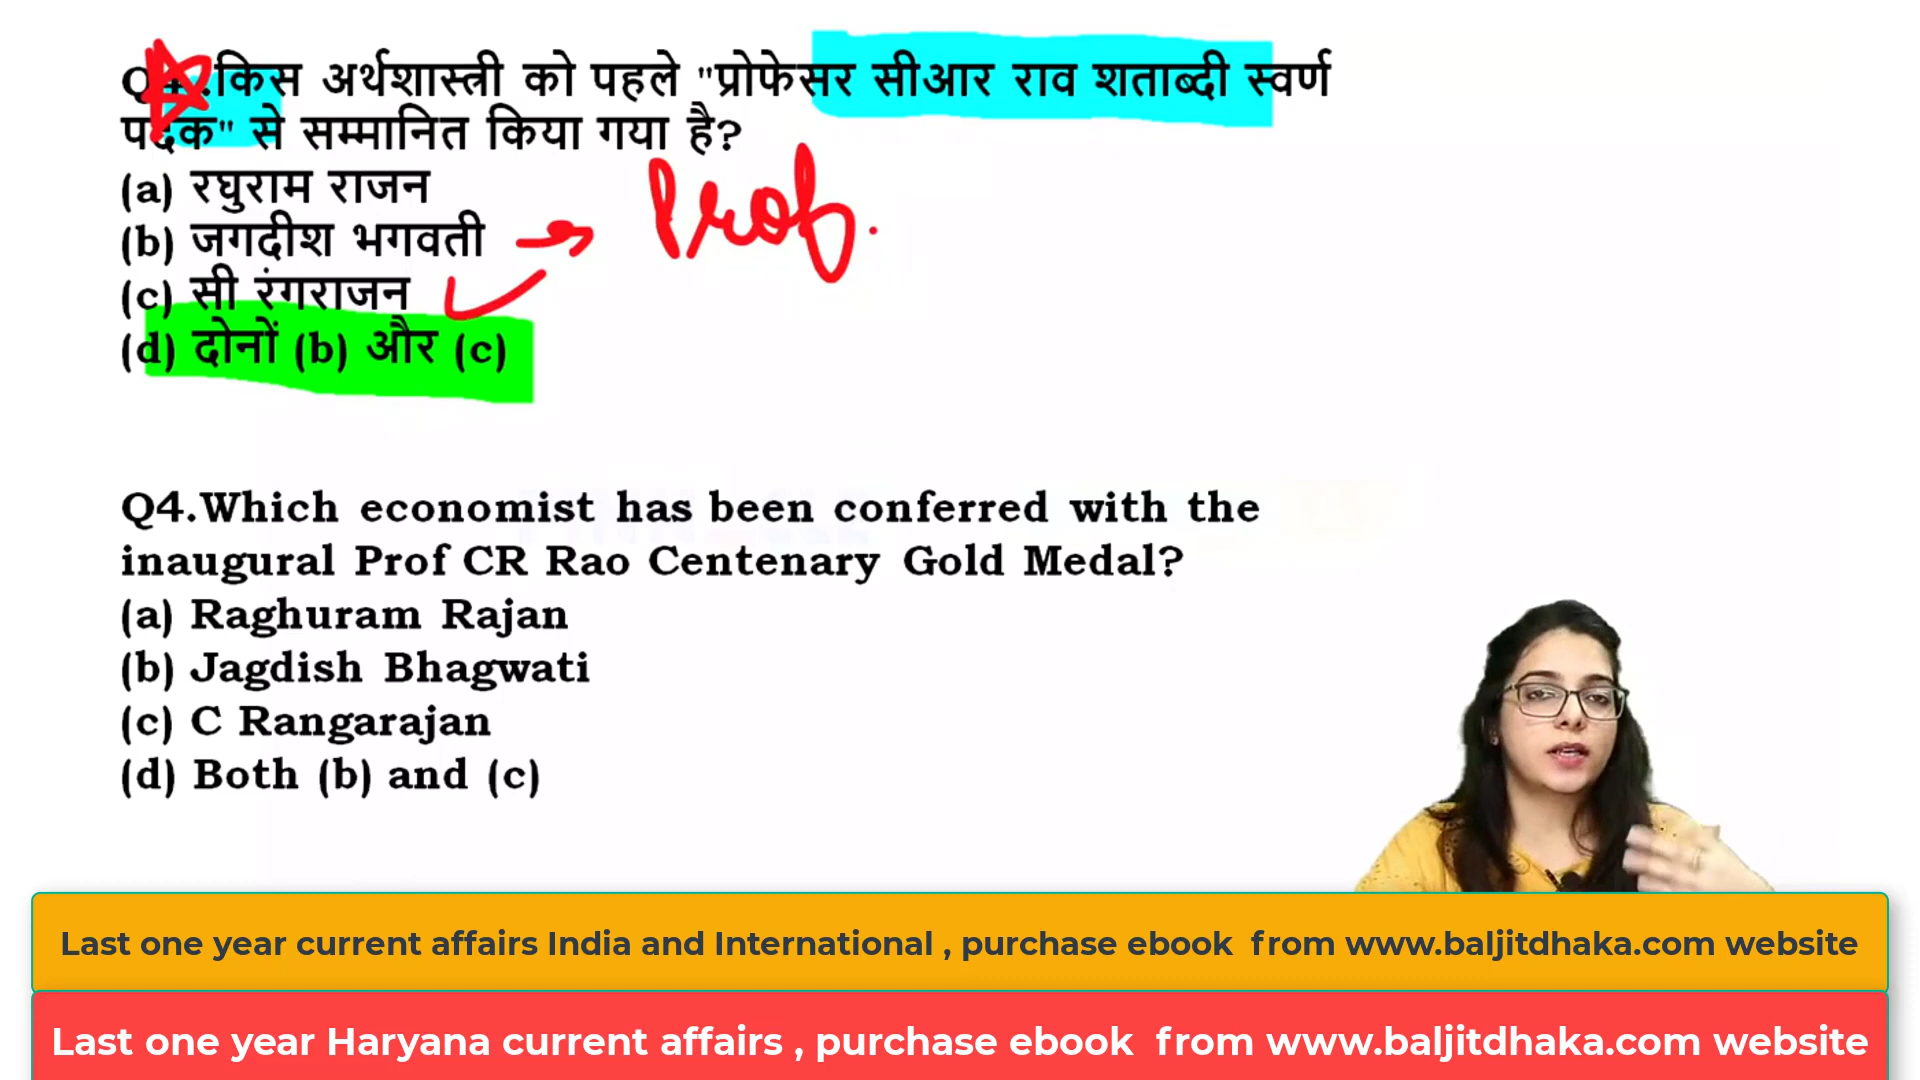 Q4.किस अर्थशास्त्री को पहले "प्रोफेसर सीआर राव शताब्दी स्वर्ण
पदक" से सम्मानित किया गया है?
(a) रघुराम राजन
(b) जगदीश भगवती
Prof.
(c) सी रंगराजन
(d) दोनों (b) और (c)
Q4.Which economist has been conferred with the
inaugural Prof CR Rao Centenary Gold Medal?
(a) Raghuram Rajan
(b) Jagdish Bhagwati
(c) C Rangarajan
(d) Both (b) and (c)
Last one year current affairs India and International , purchase ebook from www.baljitdhaka.com website
Last one year Haryana current affairs , purchase ebook from www.baljitdhaka.com website